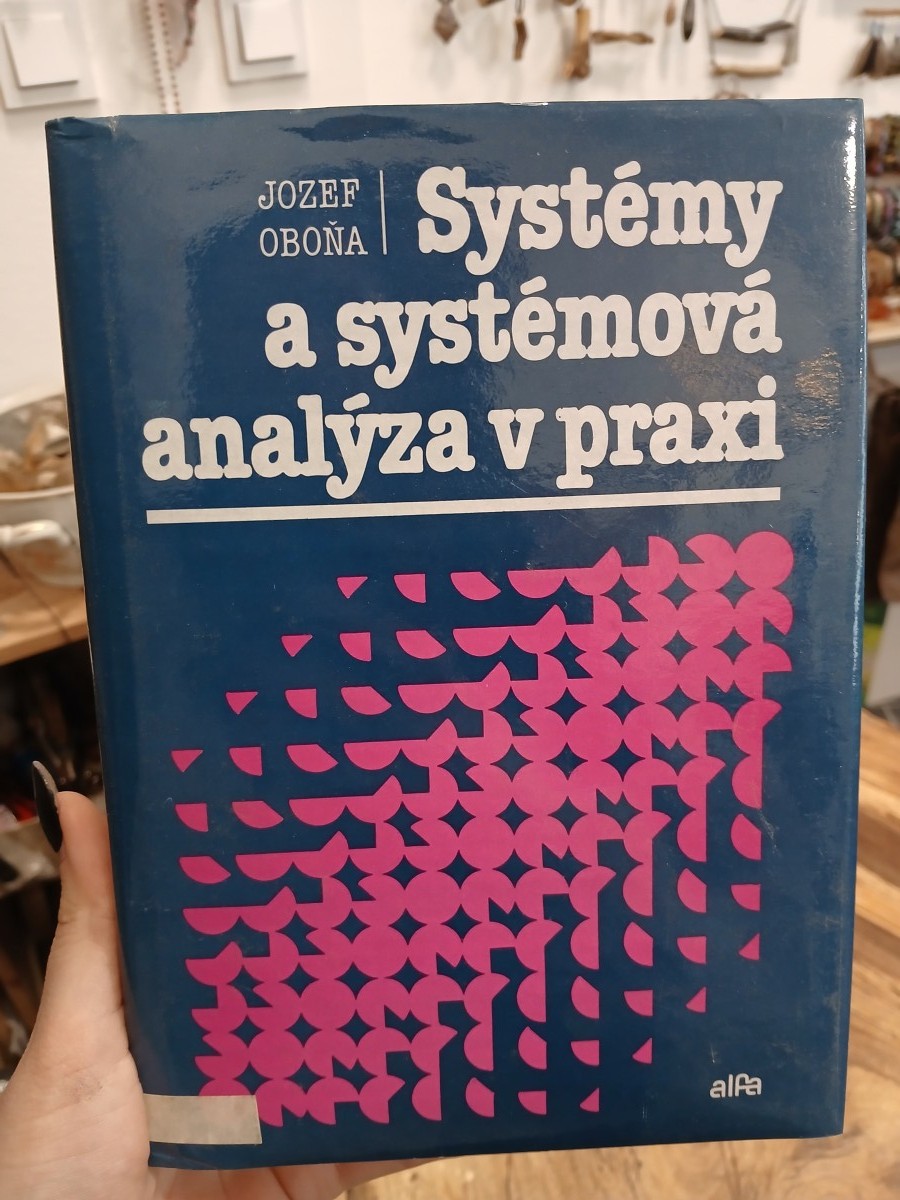 JOZEF
OBOŇA
Systémy
a systémová
analýza v praxi
alfa